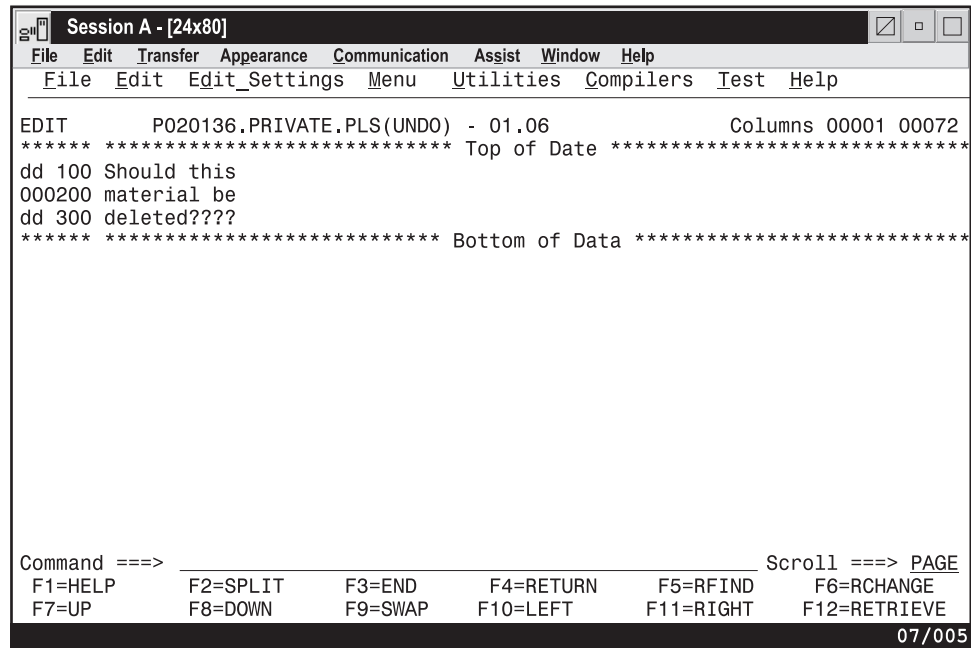 Session A - [24x80]
File Edit Transfer Appearance Communication Assist Window Help
File Edit Edit_Settings Menu Utilities Compilers Test Help
EDIT P020136.PRIVATE.PLS(UNDO) - 01.06 Columns 00001 00072
****** **************************** Top of Date ******************************
dd 100 Should this
000200 material be
dd 300 deleted????
****** *************************** Bottom of Data ****************************
Command ===> Scroll ===> PAGE
F1=HELP F2=SPLIT F3=END F4=RETURN F5=RFIND F6=RCHANGE
F7=UP F8=DOWN F9=SWAP F10=LEFT F11=RIGHT F12=RETRIEVE
07/005